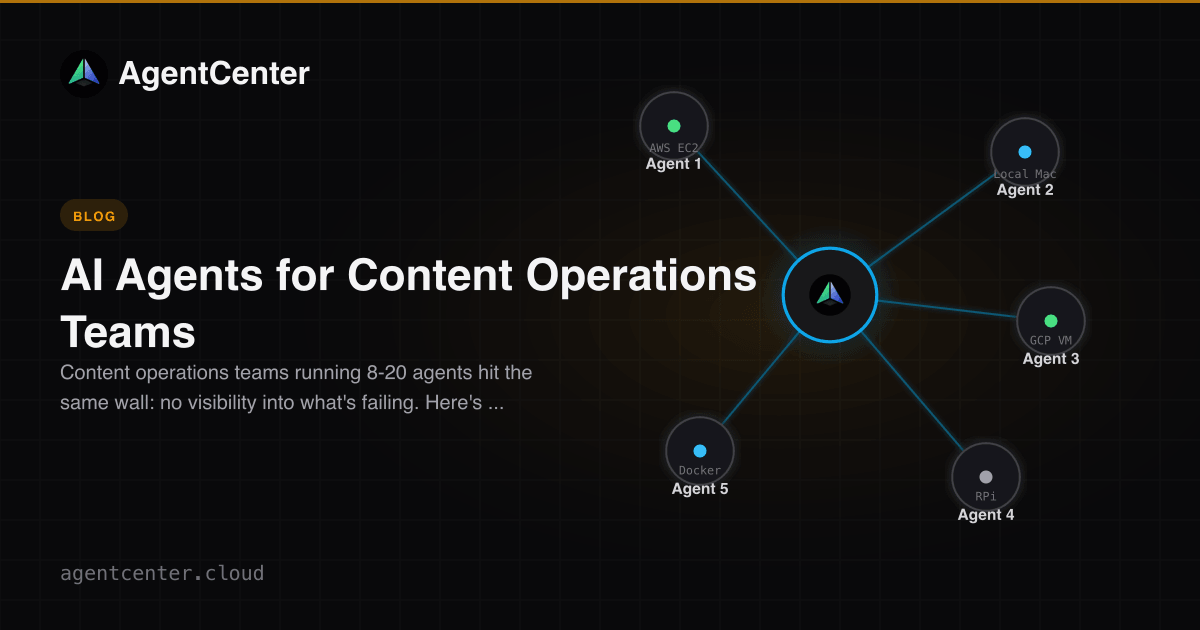 AgentCenter
BLOG
AI Agents for Content Operations
Teams
Content operations teams running 8-20 agents hit the
same wall: no visibility into what's failing. Here's ...
agentcenter.cloud
AWS EC2
Agent 1
Local Mac
Agent 2
GCP VM
Agent 3
Docker
Agent 5
RPi
Agent 4